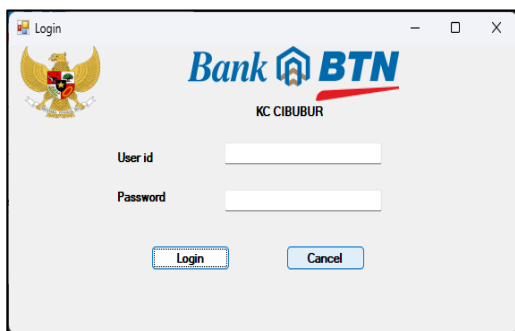 Login
Bank BTN
KC CIBUBUR
User id
Password
Login Cancel